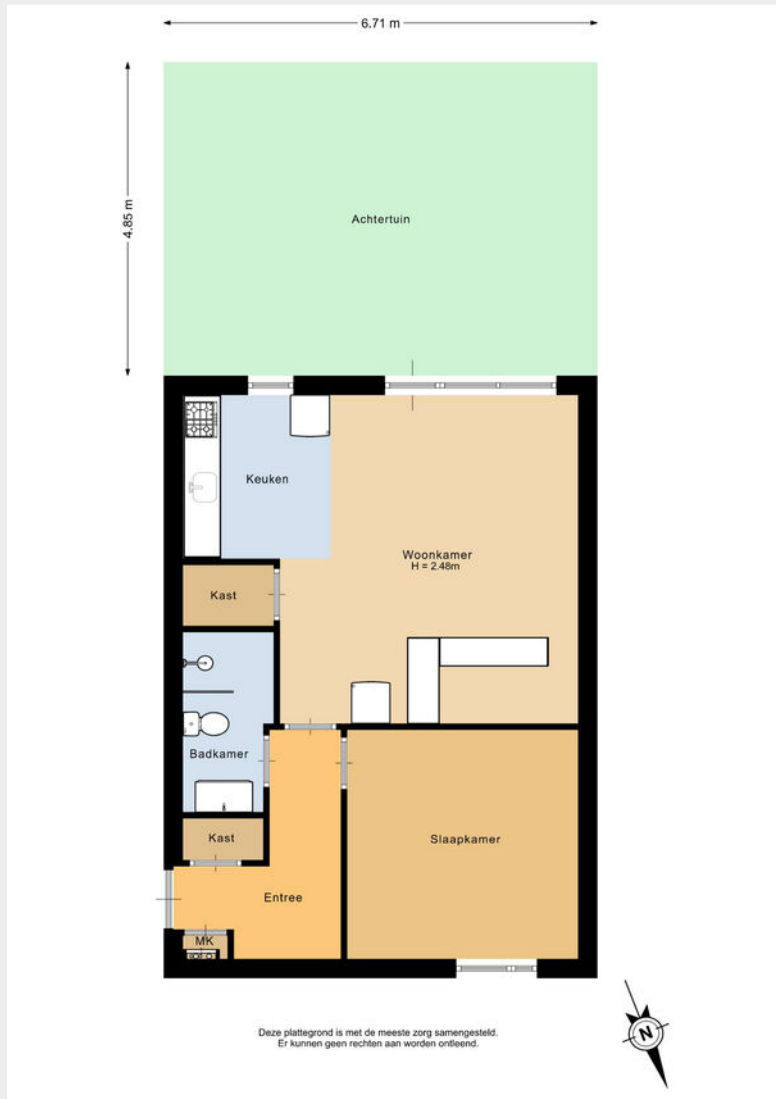 6.71 m
4.85 m
Achtertuin
Keuken
Woonkamer
H = 2.48m
Kast
Badkamer
Kast
Slaapkamer
Entree
MK
N
Deze plattegrond is met de meeste zorg samengesteld.
Er kunnen geen rechten aan worden ontleend.